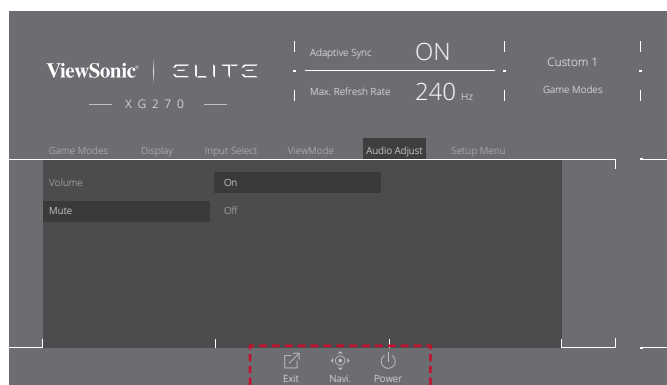 ViewSonic® | ELITE
XG270
Adaptive Sync ON
Max. Refresh Rate 240 Hz
Custom 1
Game Modes
Game Modes Display Input Select ViewMode Audio Adjust Setup Menu
Volume On
Mute Off
Exit Navi. Power